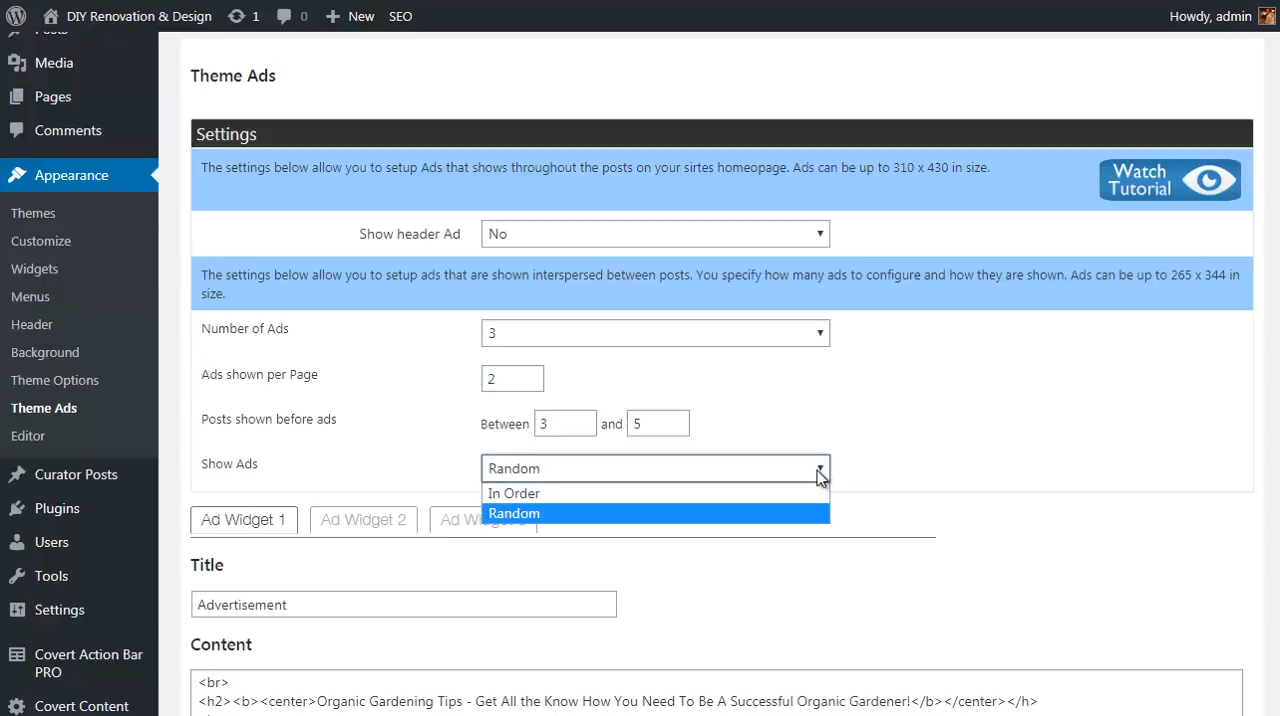 DIY Renovation & Design 1 0 New SEO Howdy, admin
Posts
Media
Pages
Comments
Appearance
Themes
Customize
Widgets
Menus
Header
Background
Theme Options
Theme Ads
Editor
Curator Posts
Plugins
Users
Tools
Settings
Covert Action Bar
PRO
Covert Content
Theme Ads
Settings
The settings below allow you to setup Ads that shows throughout the posts on your sirtes homeopage. Ads can be up to 310 x 430 in size.
Watch
Tutorial
Show header Ad No
The settings below allow you to setup ads that are shown interspersed between posts. You specify how many ads to configure and how they are shown. Ads can be up to 265 x 344 in
size.
Number of Ads 3
Ads shown per Page 2
Posts shown before ads Between 3 and 5
Show Ads Random
In Order
Random
Ad Widget 1 Ad Widget 2 Ad W
Title
Advertisement
Content
<br>
<h2><b><center>Organic Gardening Tips - Get All the Know How You Need To Be A Successful Organic Gardener!</b></center></h>